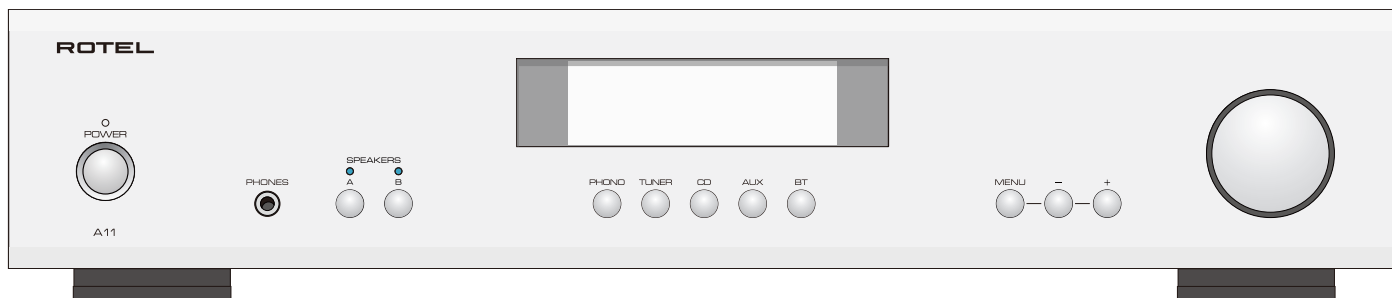 ROTEL
POWER
SPEAKERS
PHONES A B PHONO TUNER CD AUX BT MENU − +
A11